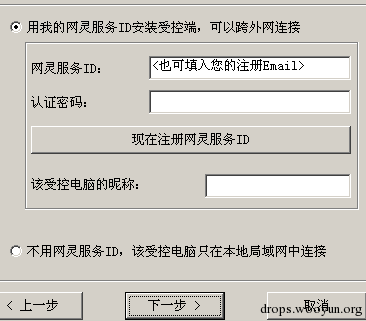 用我的网灵服务ID安装受控端，可以跨外网连接
网灵服务ID： <也可填入您的注册Email>
认证密码：
现在注册网灵服务ID
该受控电脑的昵称：
不用网灵服务ID，该受控电脑只在本地局域网中连接
< 上一步 下一步 > 取消
drops.wooyun.org